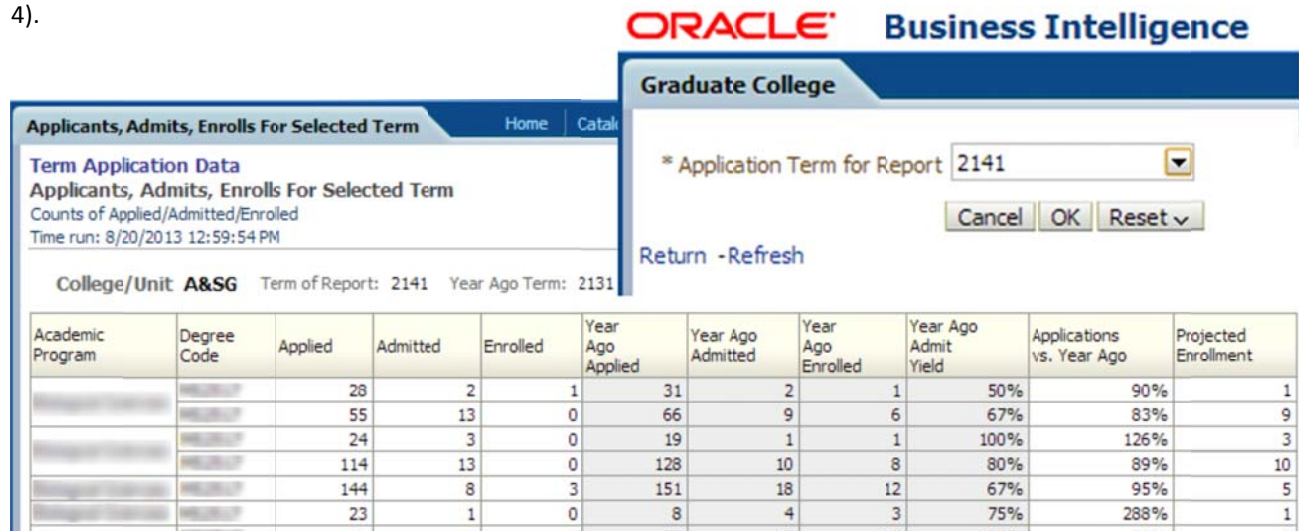 4).
ORACLE Business Intelligence
Graduate College
* Application Term for Report 2141
Cancel OK Reset
Return - Refresh
Applicants, Admits, Enrolls For Selected Term Home
Term Application Data
Applicants, Admits, Enrolls For Selected Term
Counts of Applied/Admitted/Enroled
Time run: 8/20/2013 12:59:54 PM
College/Unit A&SG Term of Report: 2141 Year Ago Term: 2131
Academic Program Degree Code Applied Admitted Enrolled Year Ago Applied Year Ago Admitted Year Ago Enrolled Year Ago Admit Yield Applications vs. Year Ago Projected Enrollment
28 2 1 31 2 1 50% 90% 1
55 13 0 66 9 6 67% 83% 9
24 3 0 19 1 1 100% 126% 3
114 13 0 128 10 8 80% 89% 10
144 8 3 151 18 12 67% 95% 5
23 1 0 8 4 3 75% 288% 1